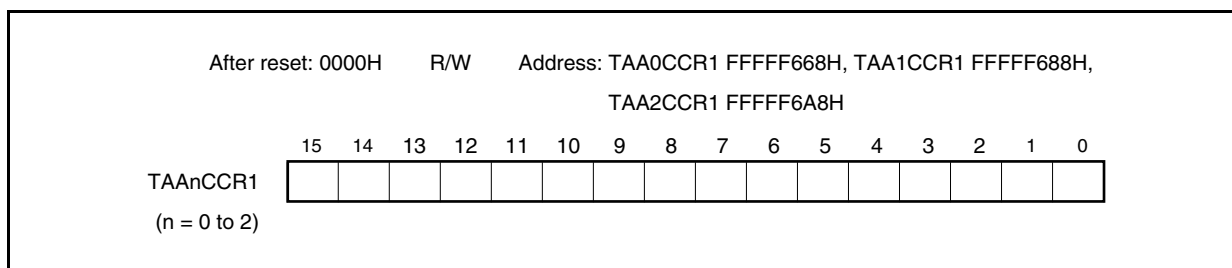 After reset: 0000H R/W Address: TAA0CCR1 FFFFF668H, TAA1CCR1 FFFFF688H,
TAA2CCR1 FFFFF6A8H
15 14 13 12 11 10 9 8 7 6 5 4 3 2 1 0
TAAnCCR1
(n = 0 to 2)